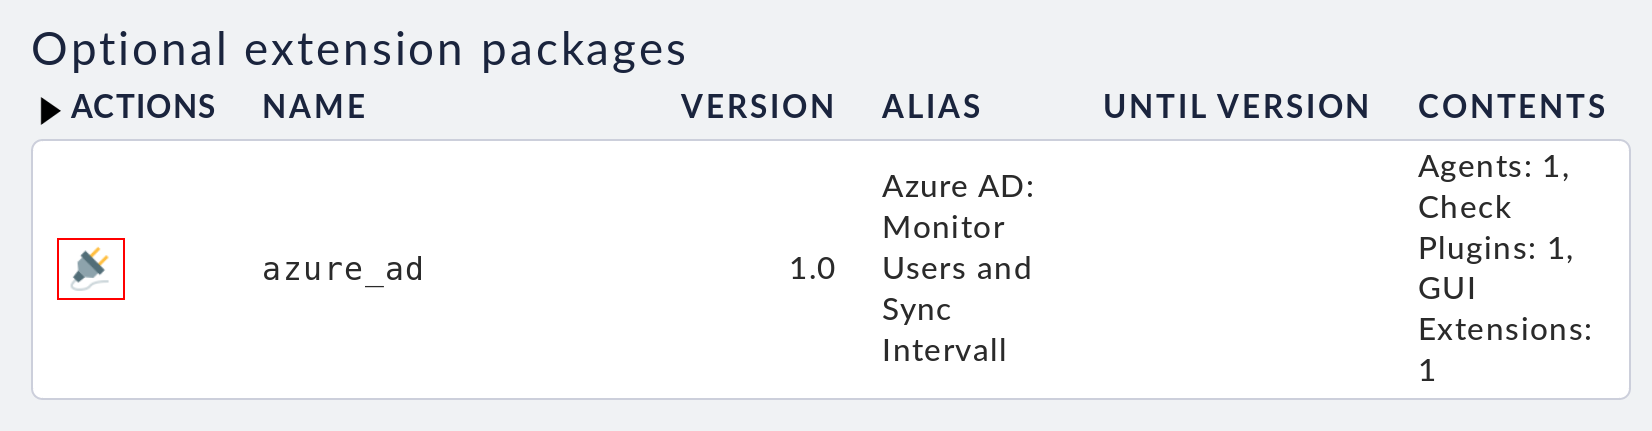 Optional extension packages
ACTIONS NAME VERSION ALIAS UNTIL VERSION CONTENTS
azure_ad 1.0
Azure AD:
Monitor
Users and
Sync
Intervall
Agents: 1,
Check
Plugins: 1,
GUI
Extensions:
1